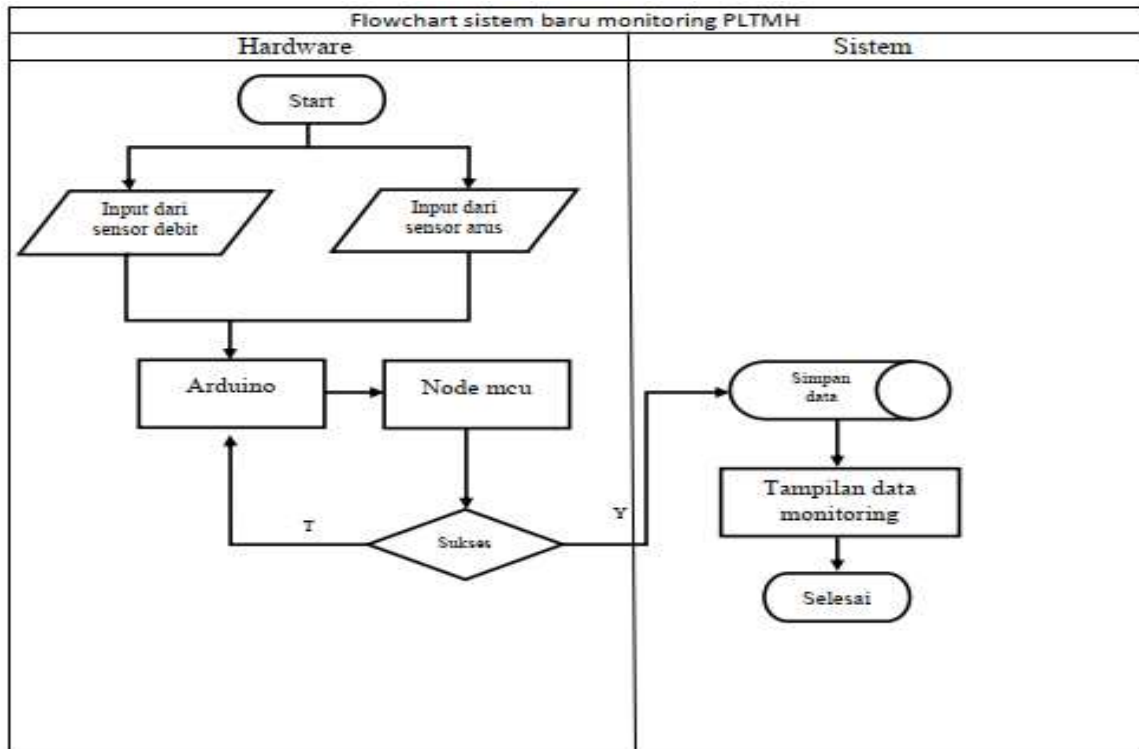 Flowchart sistem baru monitoring PLTMH
Hardware
Sistem
Start
Input dari
sensor debit
Input dari
sensor arus
Arduino
Node mcu
Simpan
data
Tampilan data
monitoring
T
Sukses
Y
Selesai